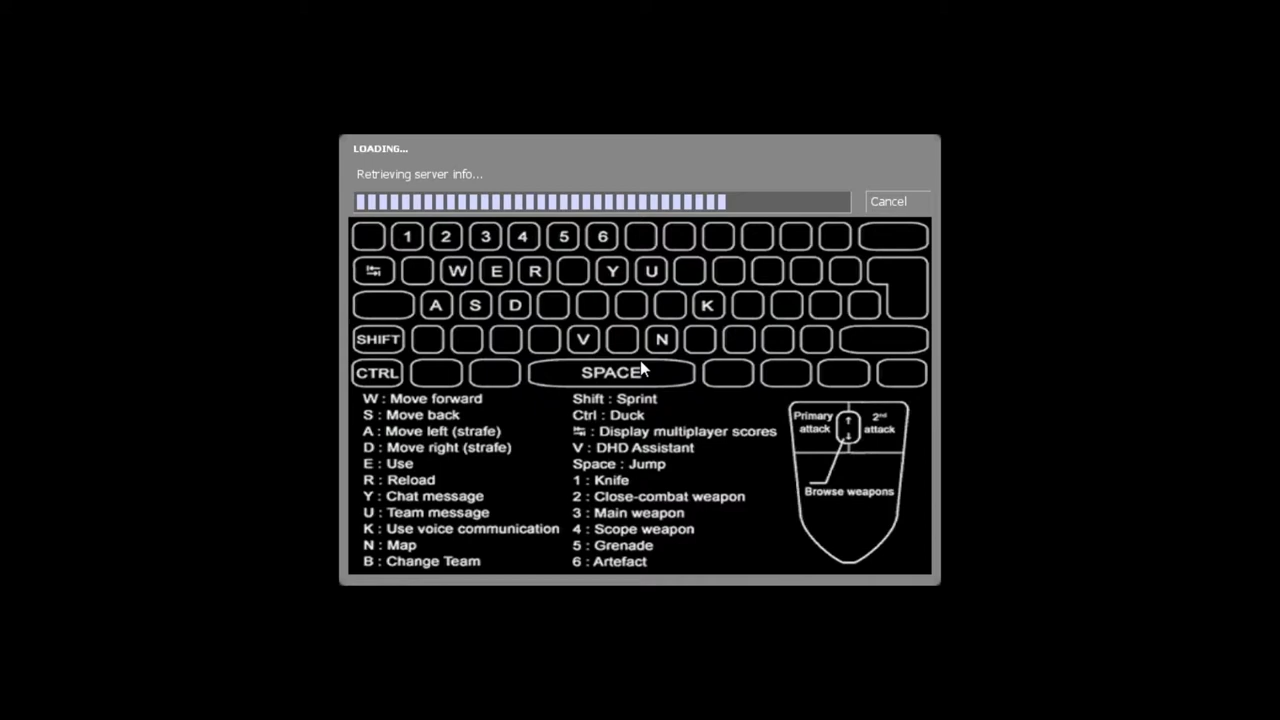 LOADING...
Retrieving server info...
Cancel
1 2 3 4 5 6
↹ W E R Y U
A S D K
SHIFT V N
CTRL SPACE
W : Move forward
S : Move back
A : Move left (strafe)
D : Move right (strafe)
E : Use
R : Reload
Y : Chat message
U : Team message
K : Use voice communication
N : Map
B : Change Team
Shift : Sprint
Ctrl : Duck
↹ : Display multiplayer scores
V : DHD Assistant
Space : Jump
1 : Knife
2 : Close-combat weapon
3 : Main weapon
4 : Scope weapon
5 : Grenade
6 : Artefact
Primary attack
2nd attack
Browse weapons